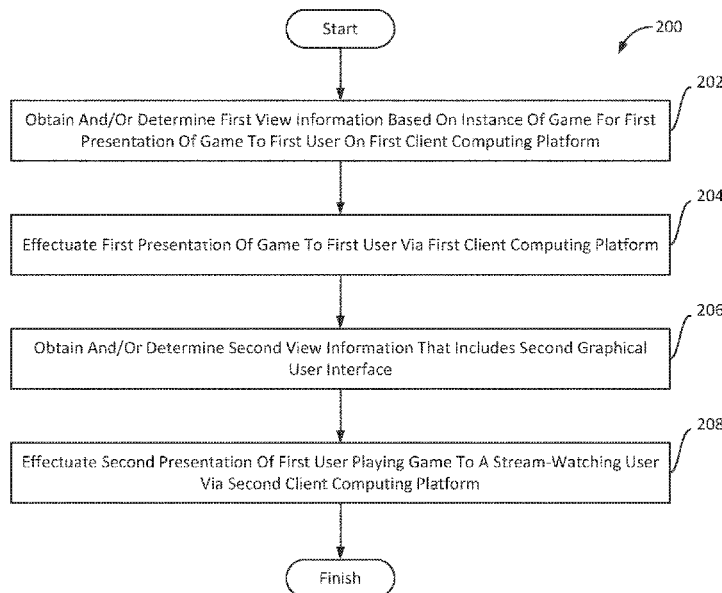 Start
200
202
Obtain And/Or Determine First View Information Based On Instance Of Game For First
Presentation Of Game To First User On First Client Computing Platform
204
Effectuate First Presentation Of Game To First User Via First Client Computing Platform
206
Obtain And/Or Determine Second View Information That Includes Second Graphical
User Interface
208
Effectuate Second Presentation Of First User Playing Game To A Stream-Watching User
Via Second Client Computing Platform
Finish